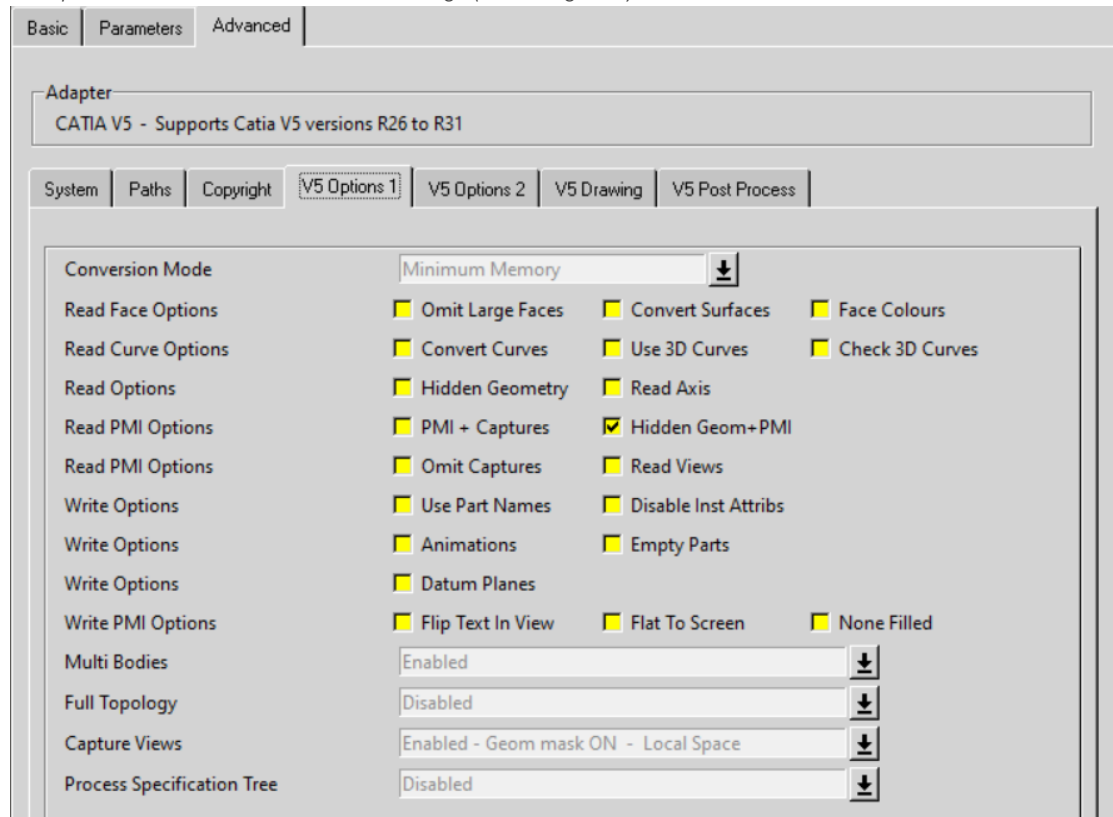 Basic Parameters Advanced
Adapter
CATIA V5 - Supports Catia V5 versions R26 to R31
System Paths Copyright V5 Options 1 V5 Options 2 V5 Drawing V5 Post Process
Conversion Mode Minimum Memory
Read Face Options Omit Large Faces Convert Surfaces Face Colours
Read Curve Options Convert Curves Use 3D Curves Check 3D Curves
Read Options Hidden Geometry Read Axis
Read PMI Options PMI + Captures Hidden Geom+PMI
Read PMI Options Omit Captures Read Views
Write Options Use Part Names Disable Inst Attribs
Write Options Animations Empty Parts
Write Options Datum Planes
Write PMI Options Flip Text In View Flat To Screen None Filled
Multi Bodies Enabled
Full Topology Disabled
Capture Views Enabled - Geom mask ON - Local Space
Process Specification Tree Disabled